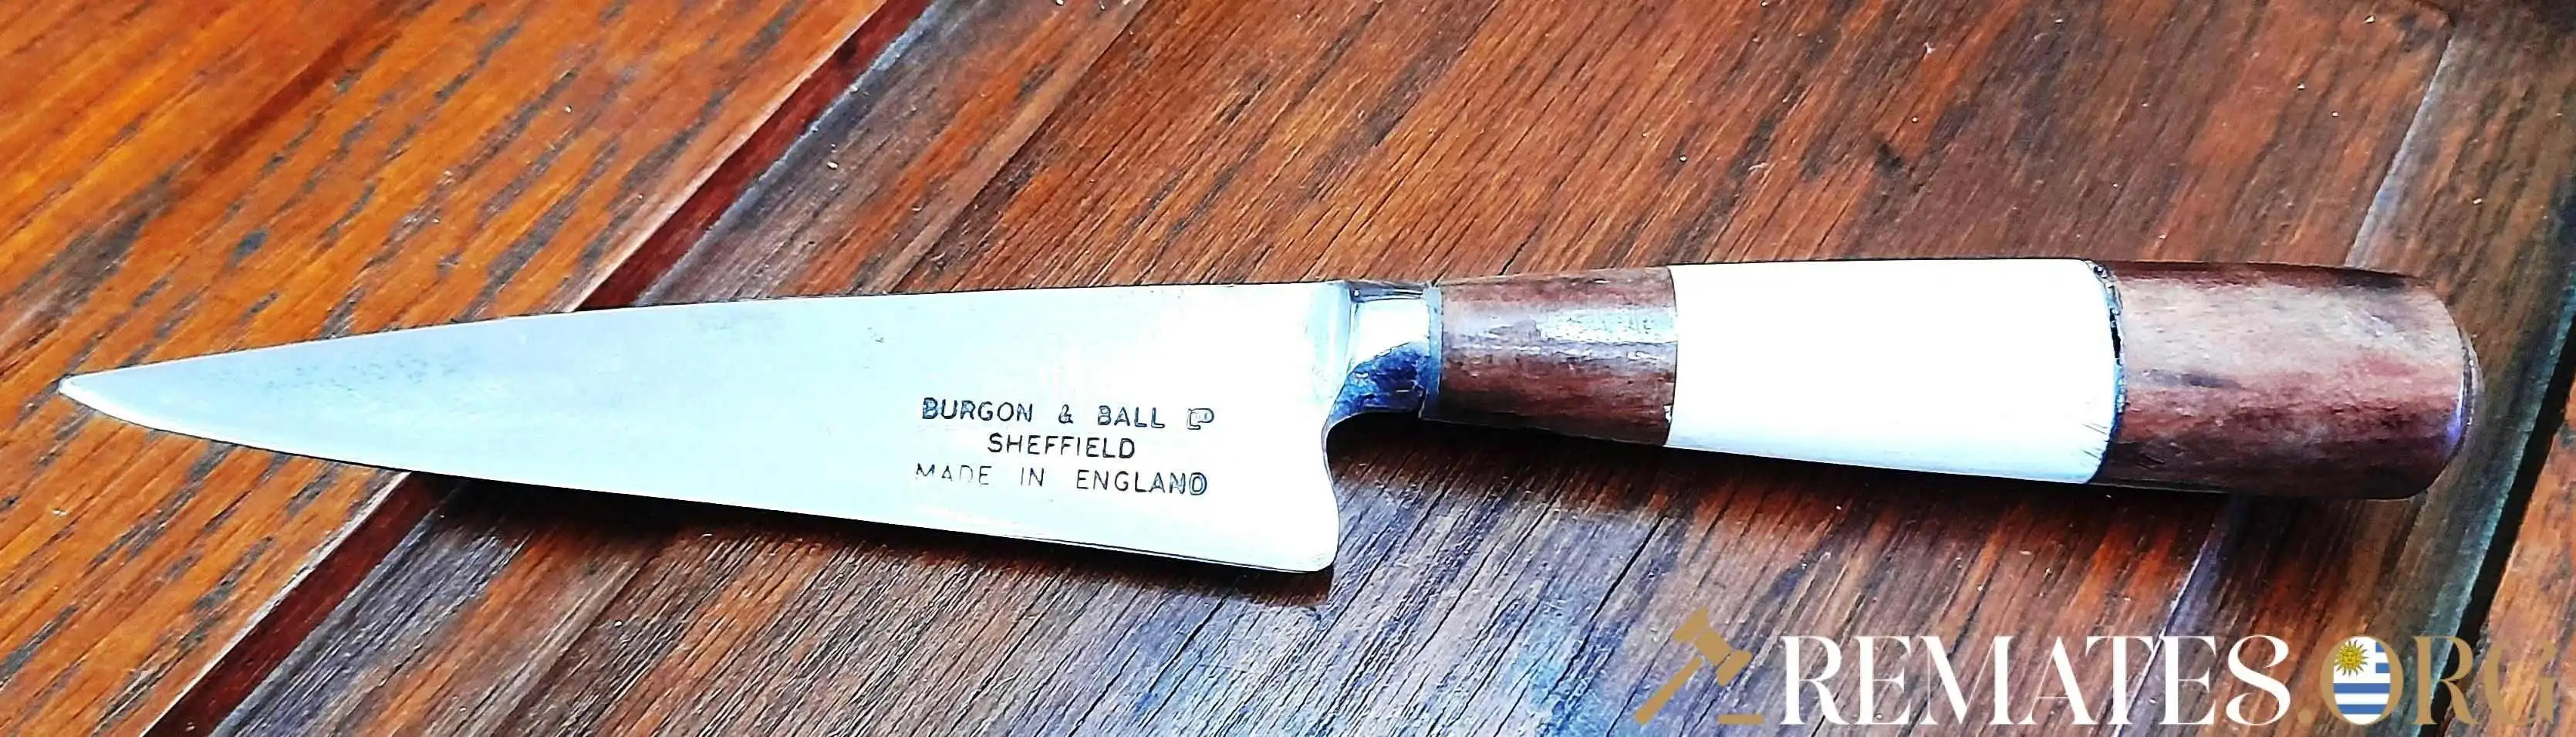 BURGON & BALL
SHEFFIELD
MADE IN ENGLAND
REMATES.ORG